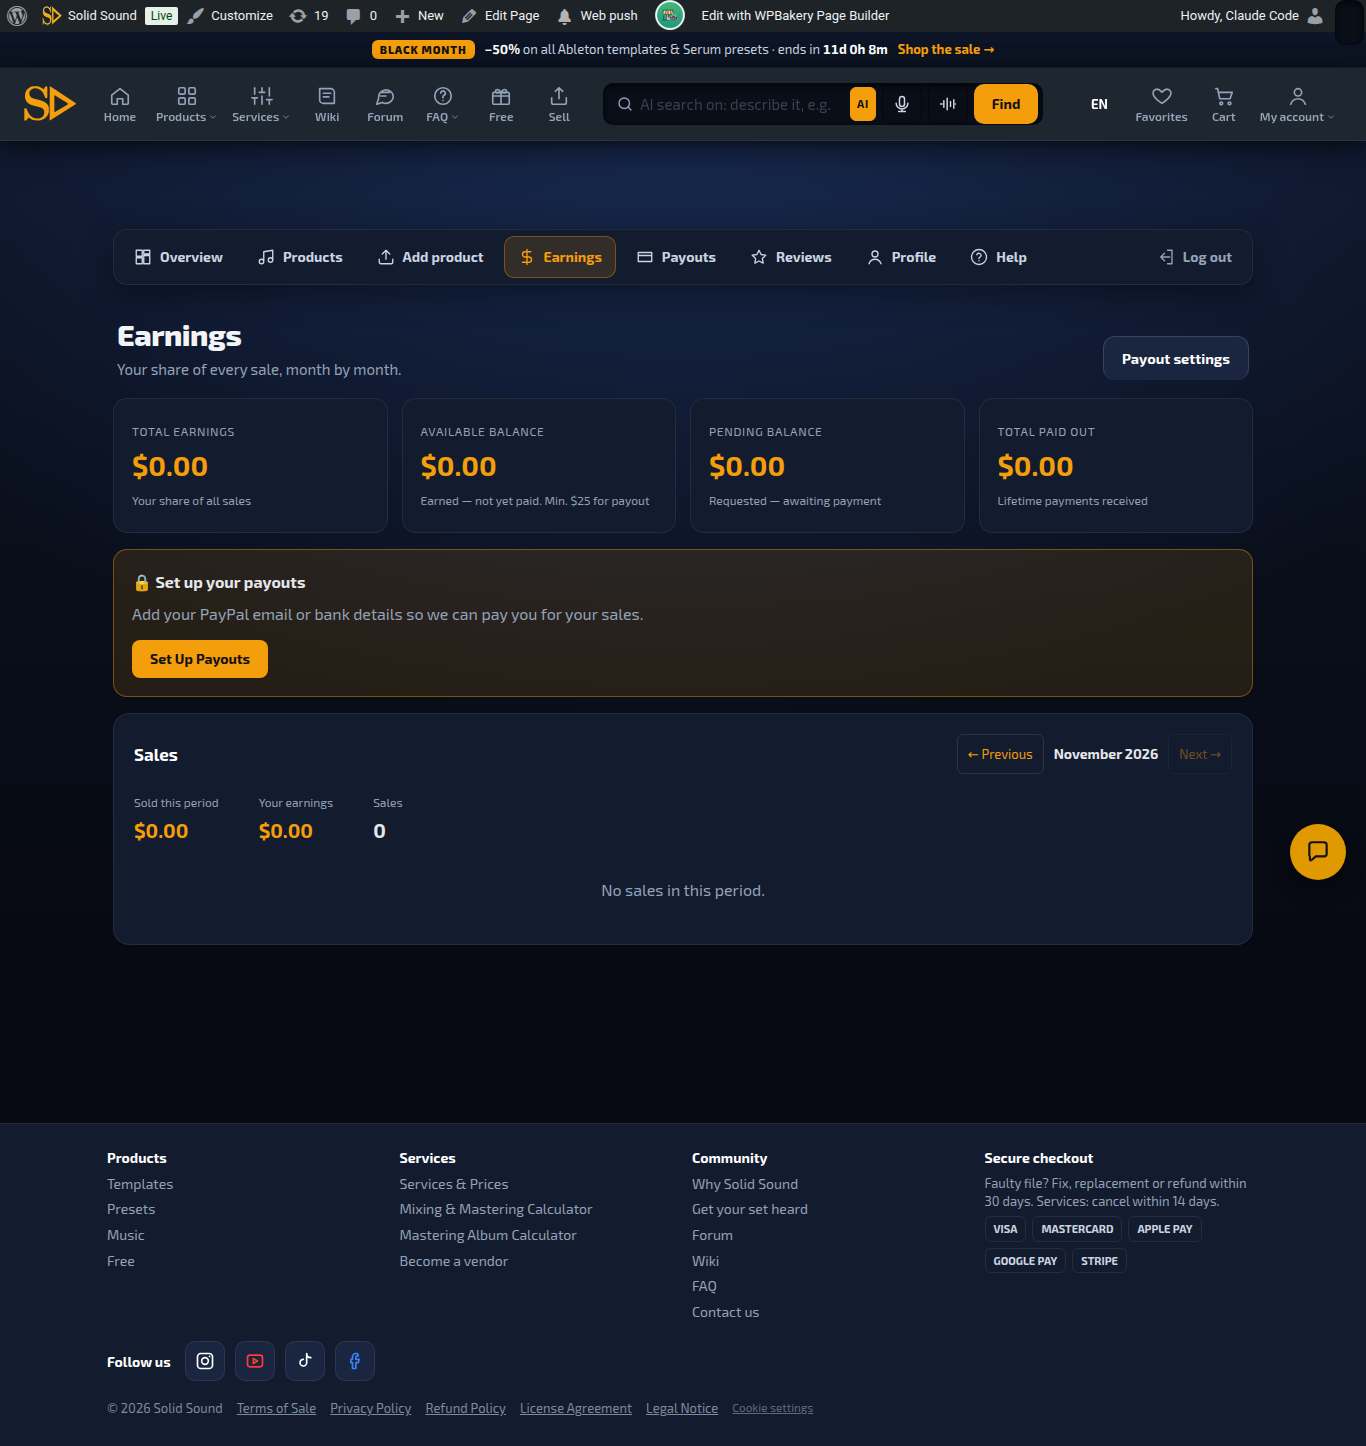 Solid Sound Live Customize 19 0 New Edit Page Web push Edit with WPBakery Page Builder Howdy, Claude Code
BLACK MONTH −50% on all Ableton templates & Serum presets · ends in 11d 0h 8m Shop the sale →
Home Products Services Wiki Forum FAQ Free Sell AI search on: describe it, e.g. AI Find EN Favorites Cart My account
Overview Products Add product Earnings Payouts Reviews Profile Help Log out
Earnings
Your share of every sale, month by month.
Payout settings
TOTAL EARNINGS
$0.00
Your share of all sales
AVAILABLE BALANCE
$0.00
Earned — not yet paid. Min. $25 for payout
PENDING BALANCE
$0.00
Requested — awaiting payment
TOTAL PAID OUT
$0.00
Lifetime payments received
Set up your payouts
Add your PayPal email or bank details so we can pay you for your sales.
Set Up Payouts
Sales
← Previous November 2026 Next →
Sold this period
$0.00
Your earnings
$0.00
Sales
0
No sales in this period.
Products
Templates
Presets
Music
Free
Services
Services & Prices
Mixing & Mastering Calculator
Mastering Album Calculator
Become a vendor
Community
Why Solid Sound
Get your set heard
Forum
Wiki
FAQ
Contact us
Secure checkout
Faulty file? Fix, replacement or refund within
30 days. Services: cancel within 14 days.
VISA MASTERCARD APPLE PAY
GOOGLE PAY STRIPE
Follow us
© 2026 Solid Sound Terms of Sale Privacy Policy Refund Policy License Agreement Legal Notice Cookie settings